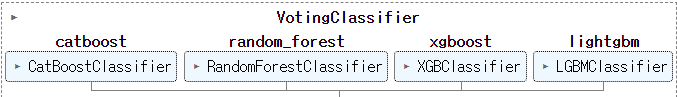 VotingClassifier
catboost random_forest xgboost lightgbm
CatBoostClassifier RandomForestClassifier XGBClassifier LGBMClassifier